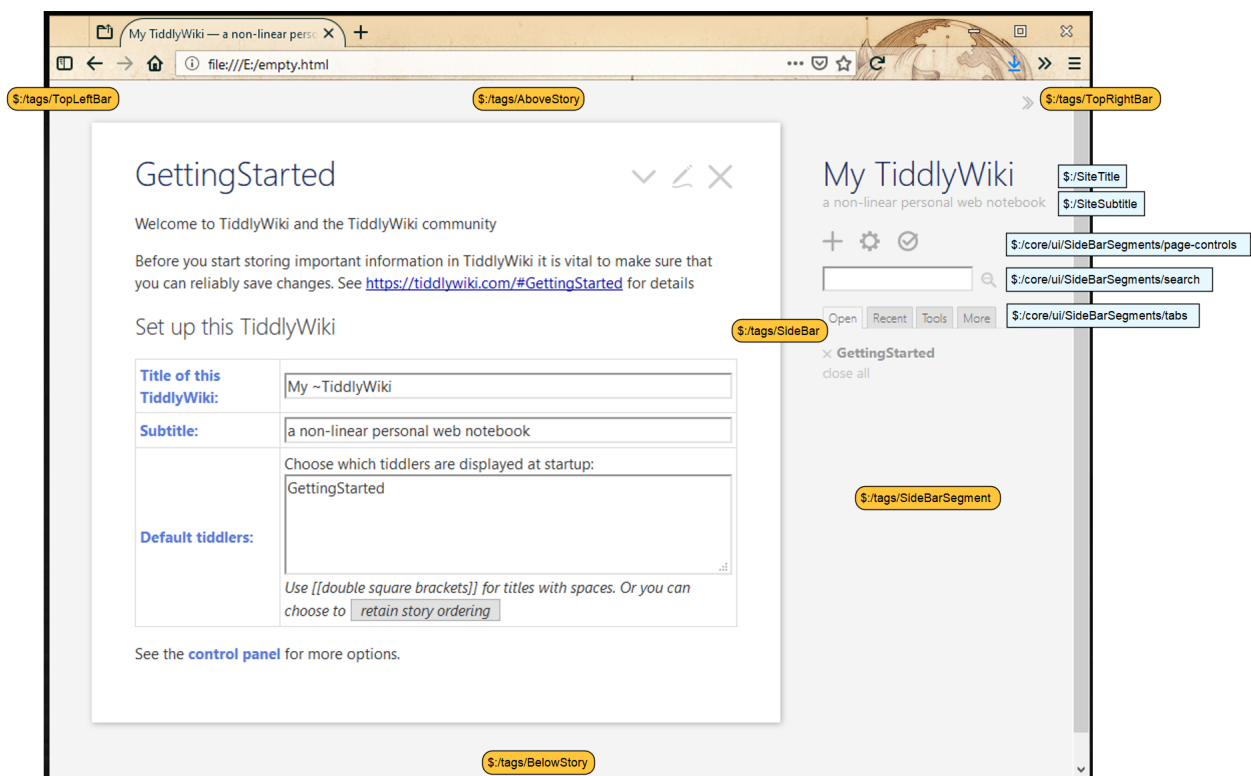 My TiddlyWiki — a non-linear perso
file:///E:/empty.html
$:/tags/TopLeftBar
$:/tags/AboveStory
$:/tags/TopRightBar
GettingStarted
Welcome to TiddlyWiki and the TiddlyWiki community
Before you start storing important information in TiddlyWiki it is vital to make sure that
you can reliably save changes. See https://tiddlywiki.com/#GettingStarted for details
Set up this TiddlyWiki
Title of this
TiddlyWiki:
My ~TiddlyWiki
Subtitle:
a non-linear personal web notebook
Default tiddlers:
Choose which tiddlers are displayed at startup:
GettingStarted
Use [[double square brackets]] for titles with spaces. Or you can
choose to retain story ordering
See the control panel for more options.
My TiddlyWiki
$:/SiteTitle
a non-linear personal web notebook
$:/SiteSubtitle
$:/core/ui/SideBarSegments/page-controls
$:/core/ui/SideBarSegments/search
$:/tags/SideBar
Open Recent Tools More
$:/core/ui/SideBarSegments/tabs
× GettingStarted
close all
$:/tags/SideBarSegment
$:/tags/BelowStory